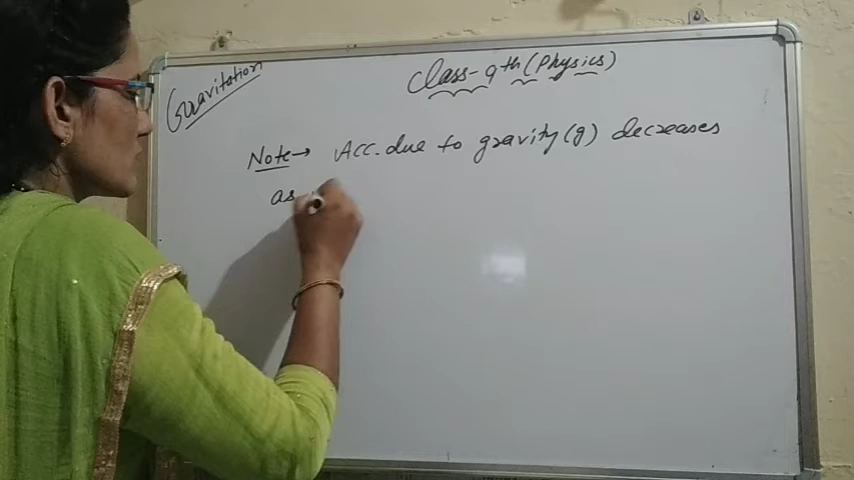 Class-9th (Physics)
Gravitation
Note → Acc. due to gravity (g) decreases
as